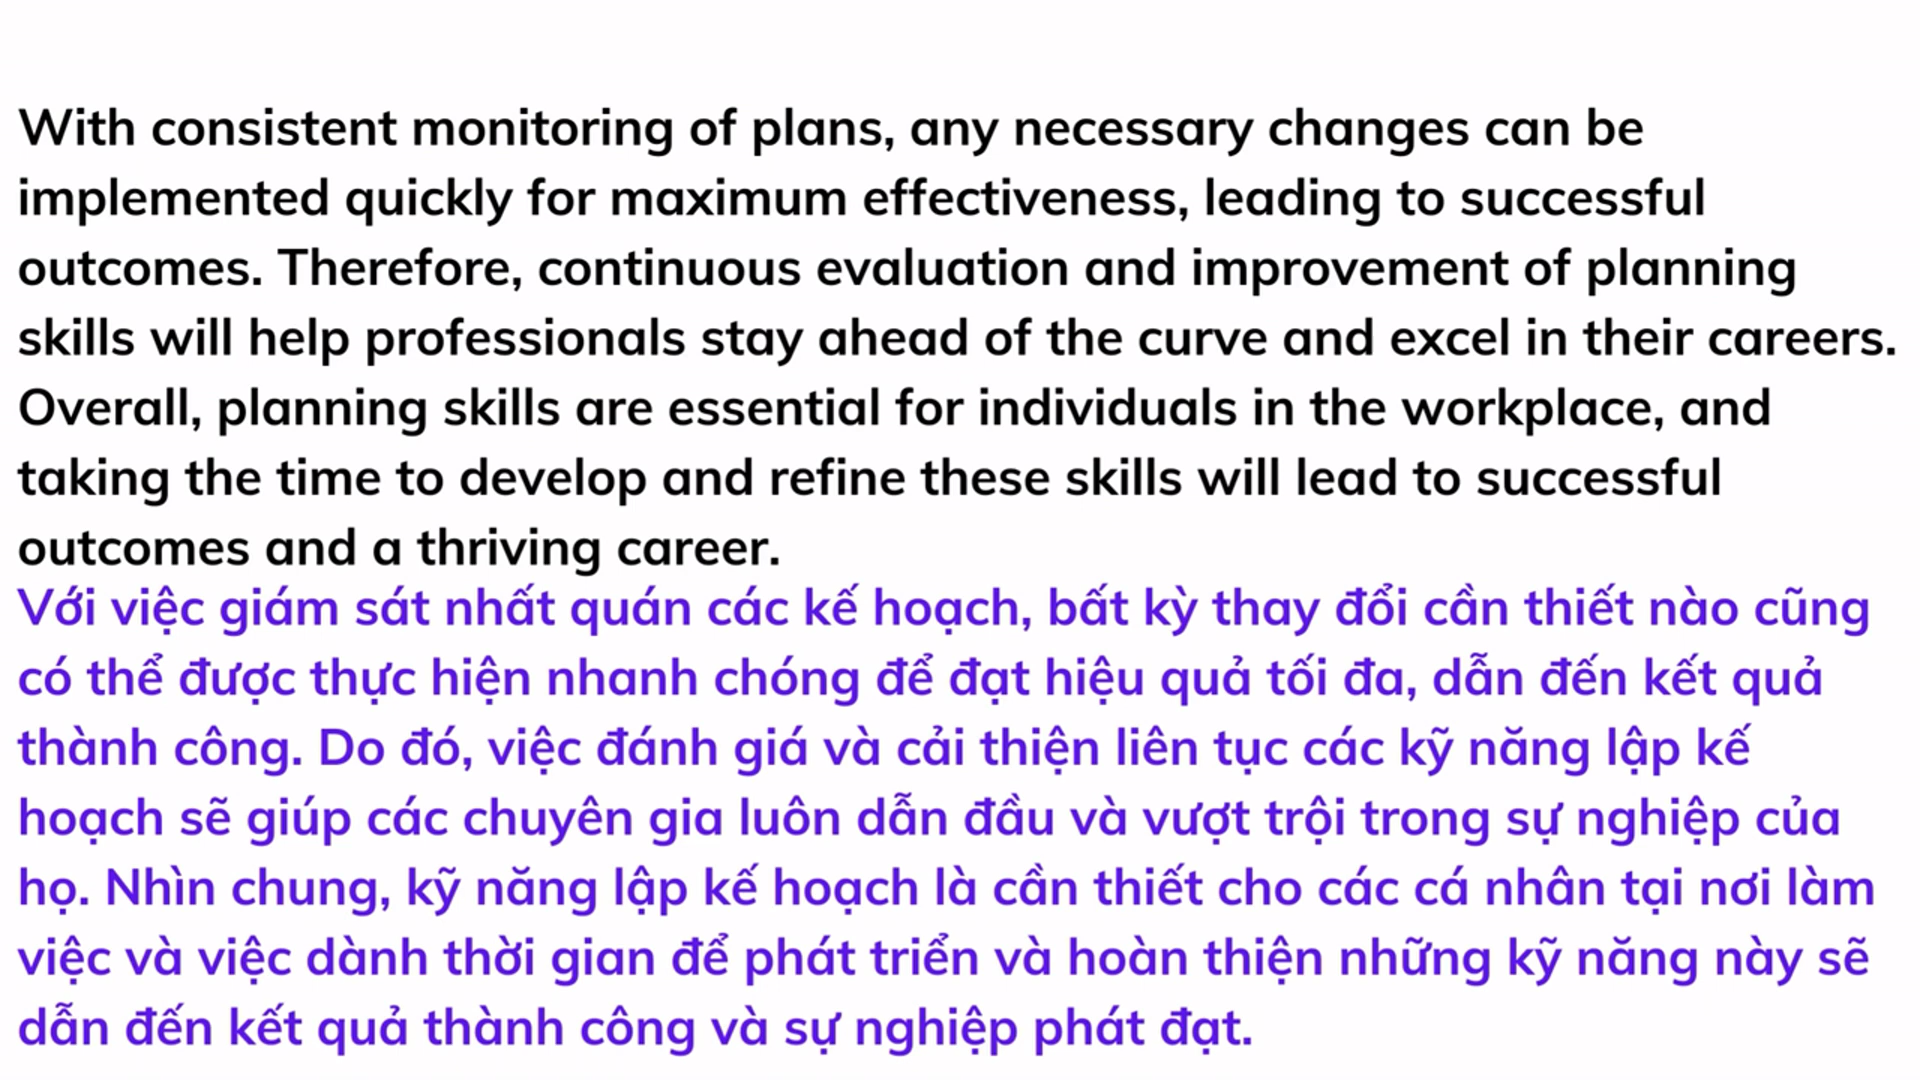 With consistent monitoring of plans, any necessary changes can be
implemented quickly for maximum effectiveness, leading to successful
outcomes. Therefore, continuous evaluation and improvement of planning
skills will help professionals stay ahead of the curve and excel in their careers.
Overall, planning skills are essential for individuals in the workplace, and
taking the time to develop and refine these skills will lead to successful
outcomes and a thriving career.
Với việc giám sát nhất quán các kế hoạch, bất kỳ thay đổi cần thiết nào cũng
có thể được thực hiện nhanh chóng để đạt hiệu quả tối đa, dẫn đến kết quả
thành công. Do đó, việc đánh giá và cải thiện liên tục các kỹ năng lập kế
hoạch sẽ giúp các chuyên gia luôn dẫn đầu và vượt trội trong sự nghiệp của
họ. Nhìn chung, kỹ năng lập kế hoạch là cần thiết cho các cá nhân tại nơi làm
việc và việc dành thời gian để phát triển và hoàn thiện những kỹ năng này sẽ
dẫn đến kết quả thành công và sự nghiệp phát đạt.